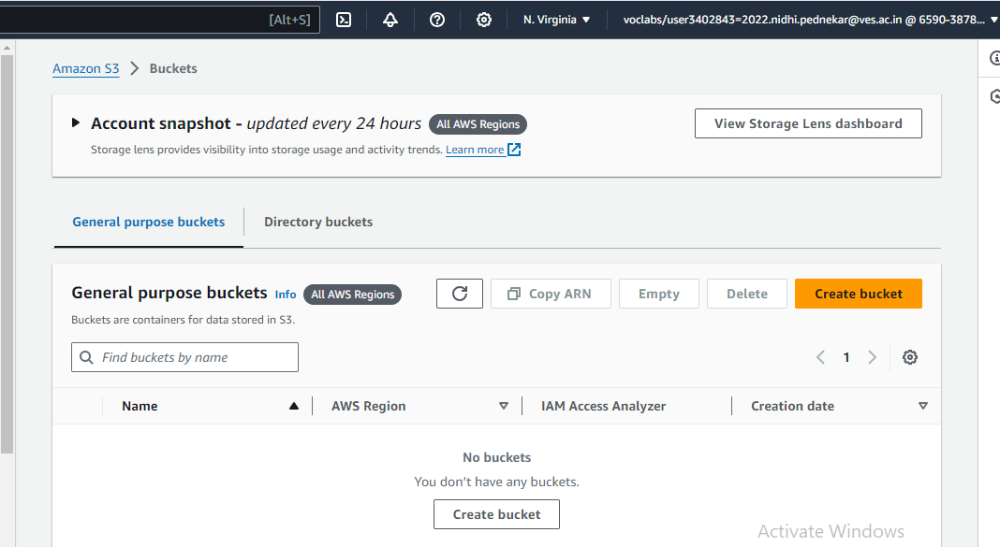 [Alt+S] N. Virginia voclabs/user3402843=2022.nidhi.pednekar@ves.ac.in @ 6590-3878...
Amazon S3 Buckets
Account snapshot - updated every 24 hours All AWS Regions View Storage Lens dashboard
Storage lens provides visibility into storage usage and activity trends. Learn more
General purpose buckets Directory buckets
General purpose buckets Info All AWS Regions Copy ARN Empty Delete Create bucket
Buckets are containers for data stored in S3.
Find buckets by name 1
Name AWS Region IAM Access Analyzer Creation date
No buckets
You don't have any buckets.
Create bucket
Activate Windows